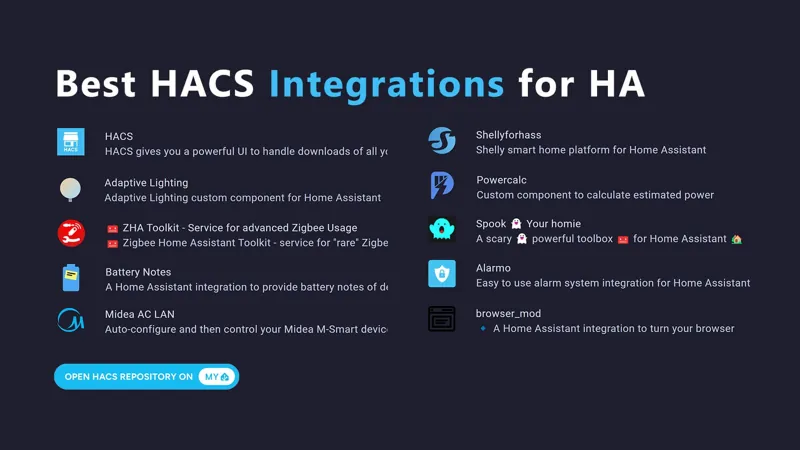 Best HACS Integrations for HA
HACS
HACS
HACS gives you a powerful UI to handle downloads of all yo
Adaptive Lighting
Adaptive Lighting custom component for Home Assistant
🧰 ZHA Toolkit - Service for advanced Zigbee Usage
🧰 Zigbee Home Assistant Toolkit - service for "rare" Zigbe
Battery Notes
A Home Assistant integration to provide battery notes of de
Midea AC LAN
Auto-configure and then control your Midea M-Smart device
Shellyforhass
Shelly smart home platform for Home Assistant
Powercalc
Custom component to calculate estimated power
Spook 👻 Your homie
A scary 👻 powerful toolbox 🧰 for Home Assistant 🏡
Alarmo
Easy to use alarm system integration for Home Assistant
browser_mod
🔹 A Home Assistant integration to turn your browser
OPEN HACS REPOSITORY ON MY